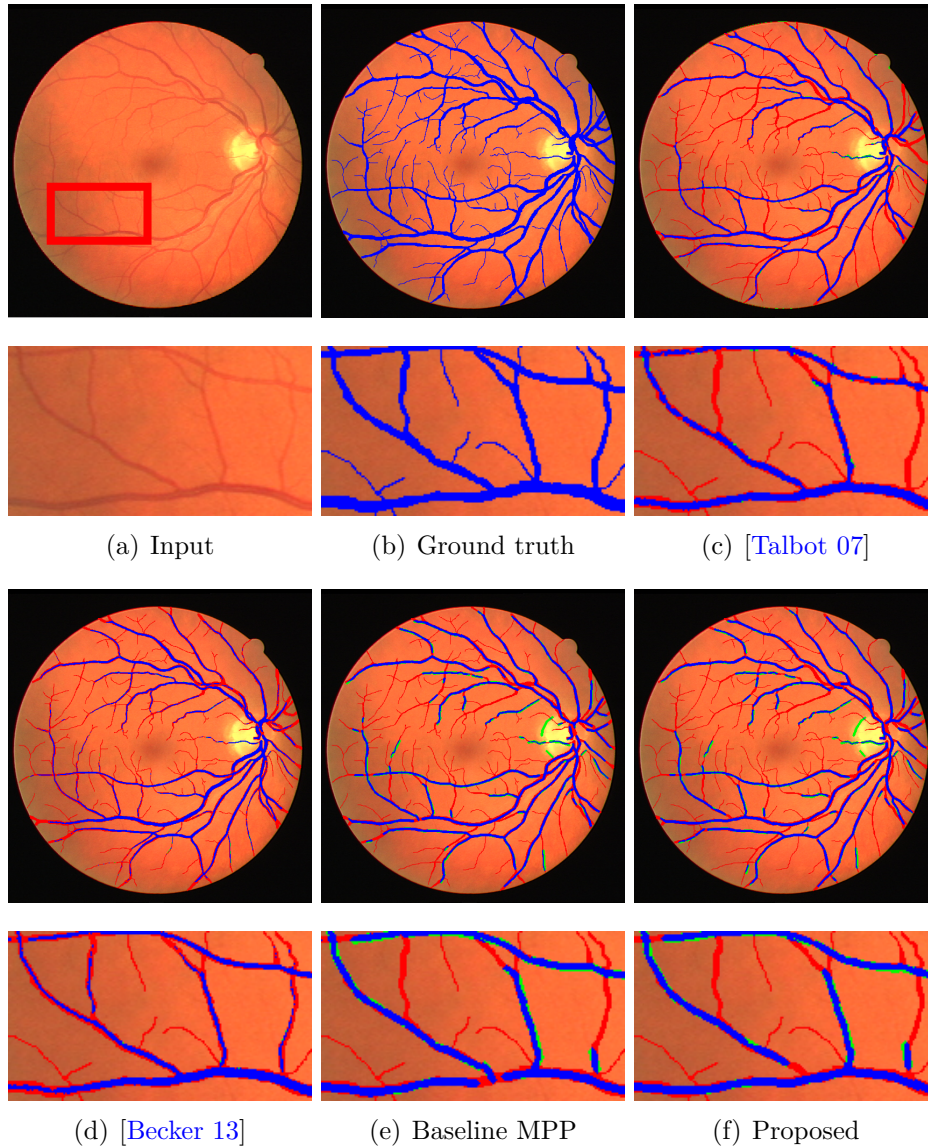 (a) Input
(b) Ground truth
(c) [Talbot 07]
(d) [Becker 13]
(e) Baseline MPP
(f) Proposed